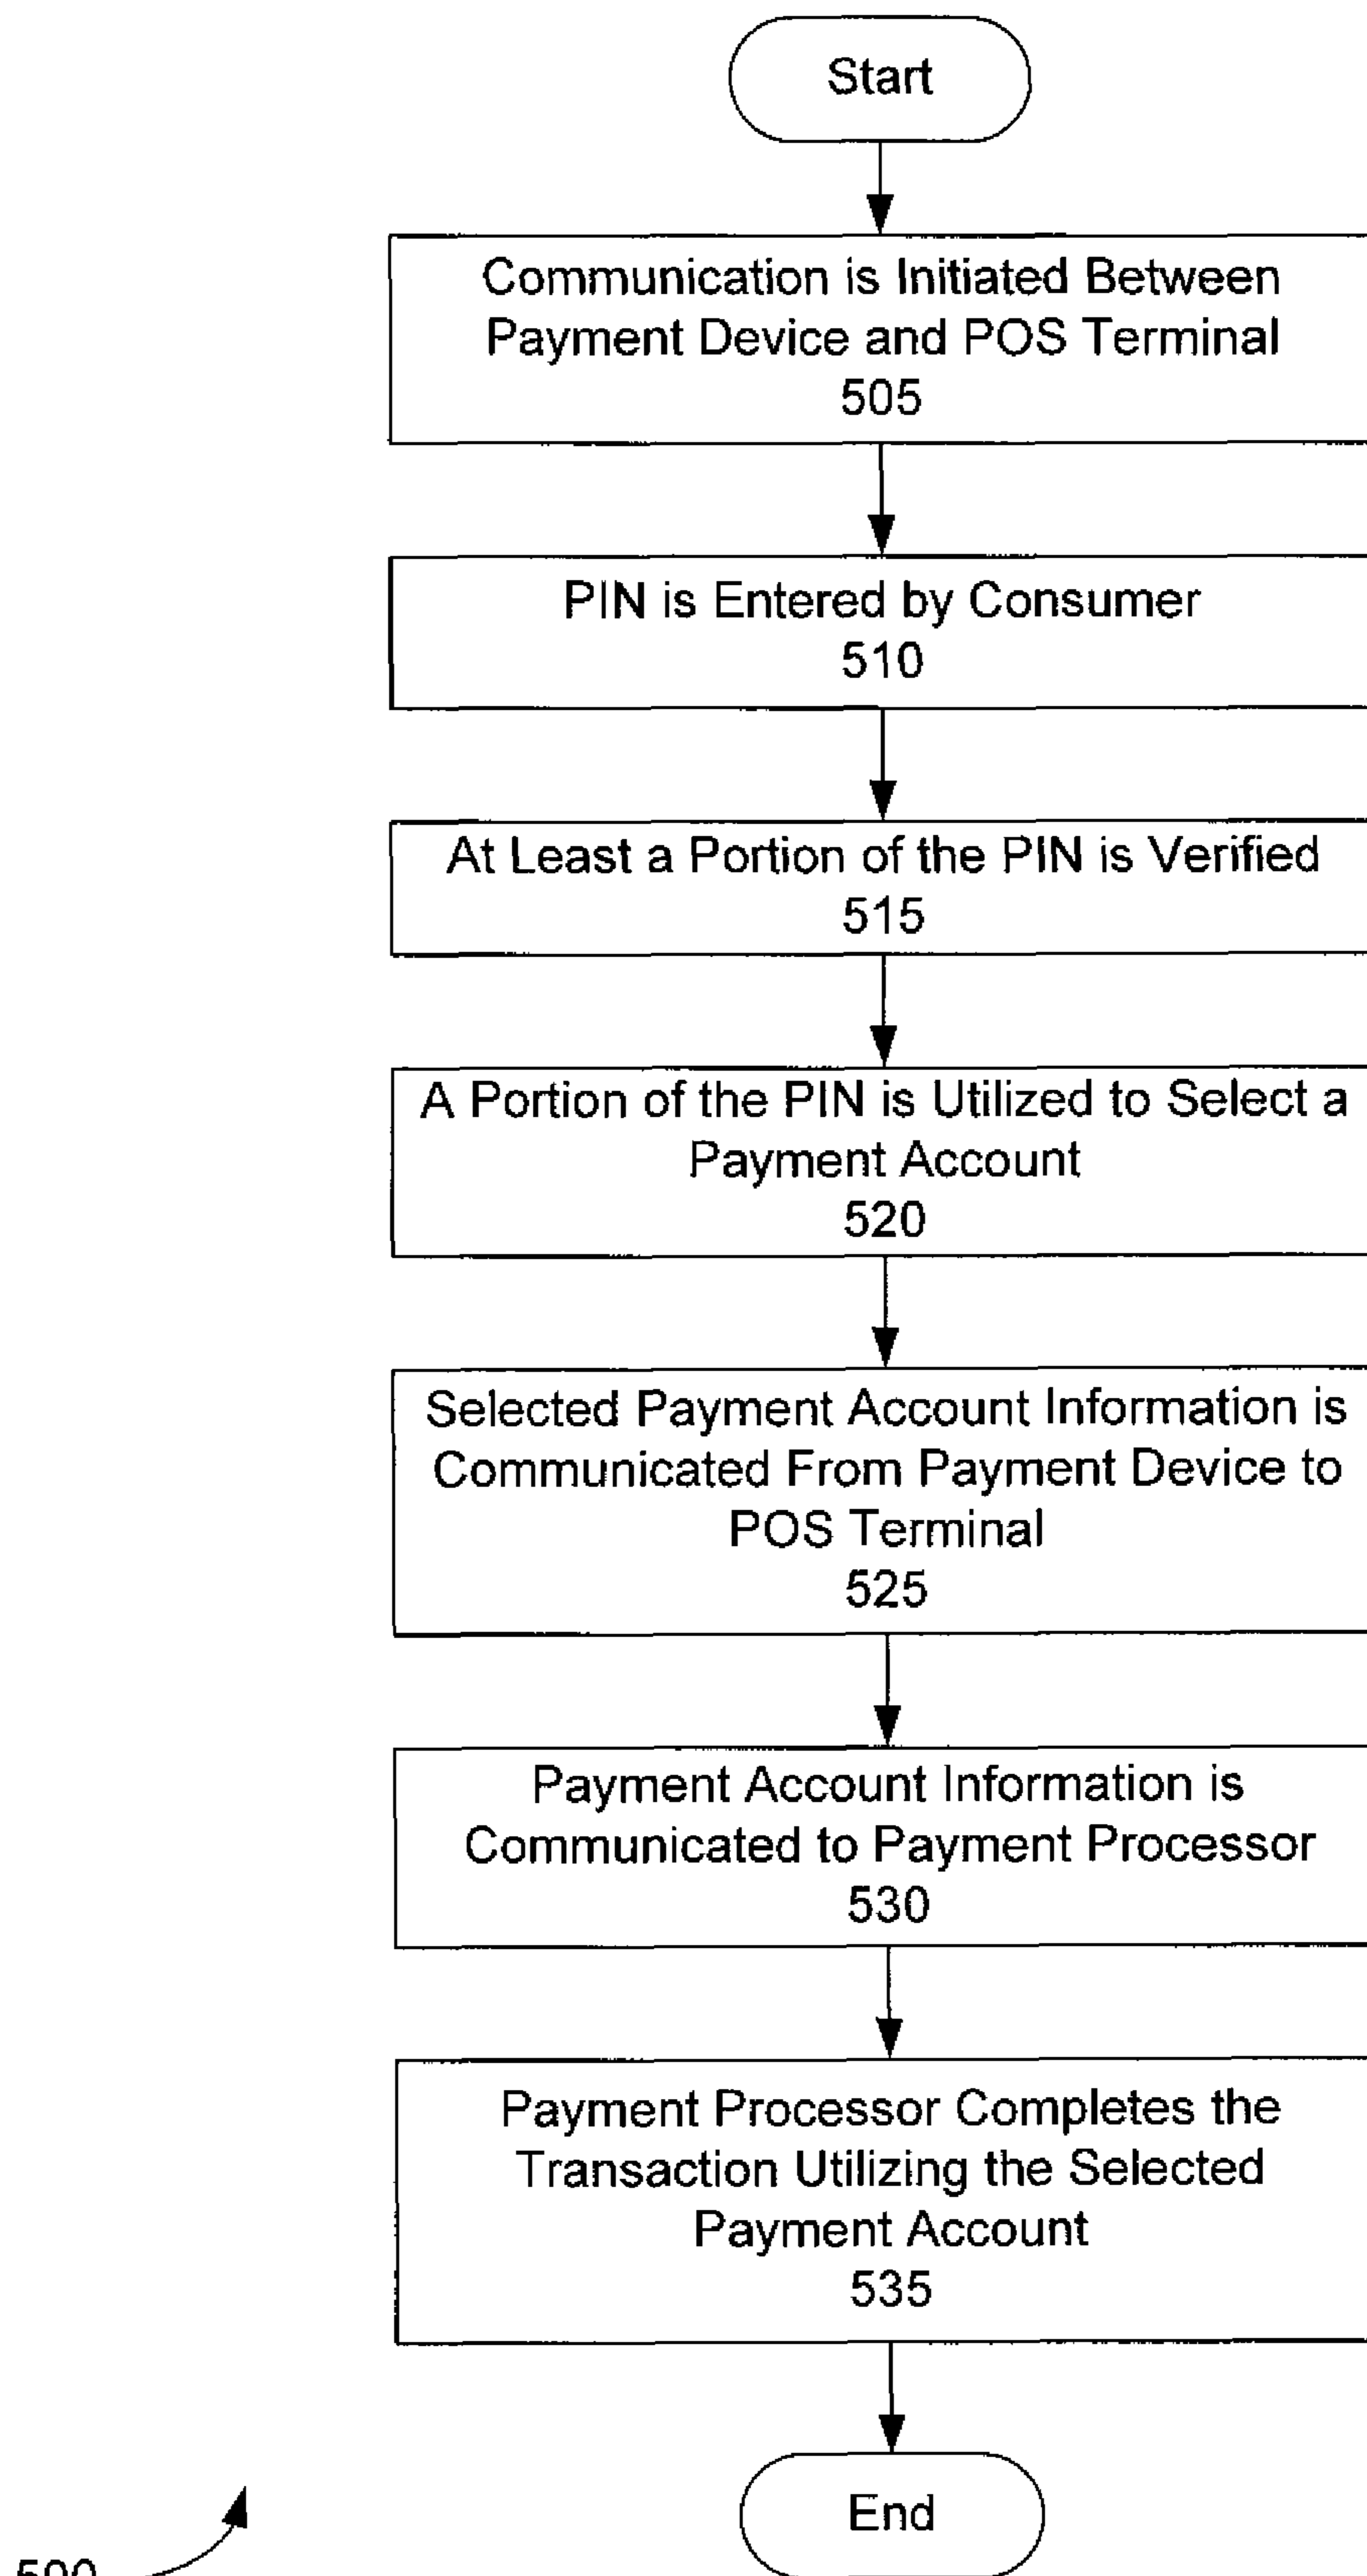 Start
Communication is Initiated Between
Payment Device and POS Terminal
505
PIN is Entered by Consumer
510
At Least a Portion of the PIN is Verified
515
A Portion of the PIN is Utilized to Select a
Payment Account
520
Selected Payment Account Information is
Communicated From Payment Device to
POS Terminal
525
Payment Account Information is
Communicated to Payment Processor
530
Payment Processor Completes the
Transaction Utilizing the Selected
Payment Account
535
End
500